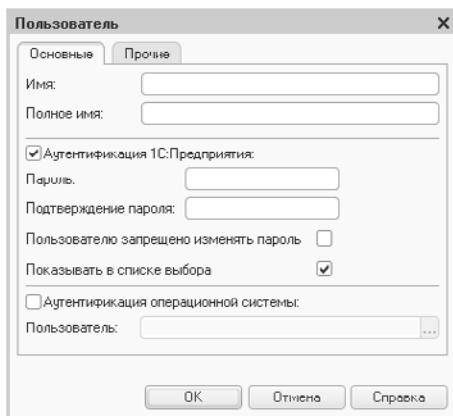 Пользователь
Основные Прочие
Имя:
Полное имя:
Аутентификация 1С:Предприятия:
Пароль:
Подтверждение пароля:
Пользователю запрещено изменять пароль
Показывать в списке выбора
Аутентификация операционной системы:
Пользователь: ...
OK Отмена Справка